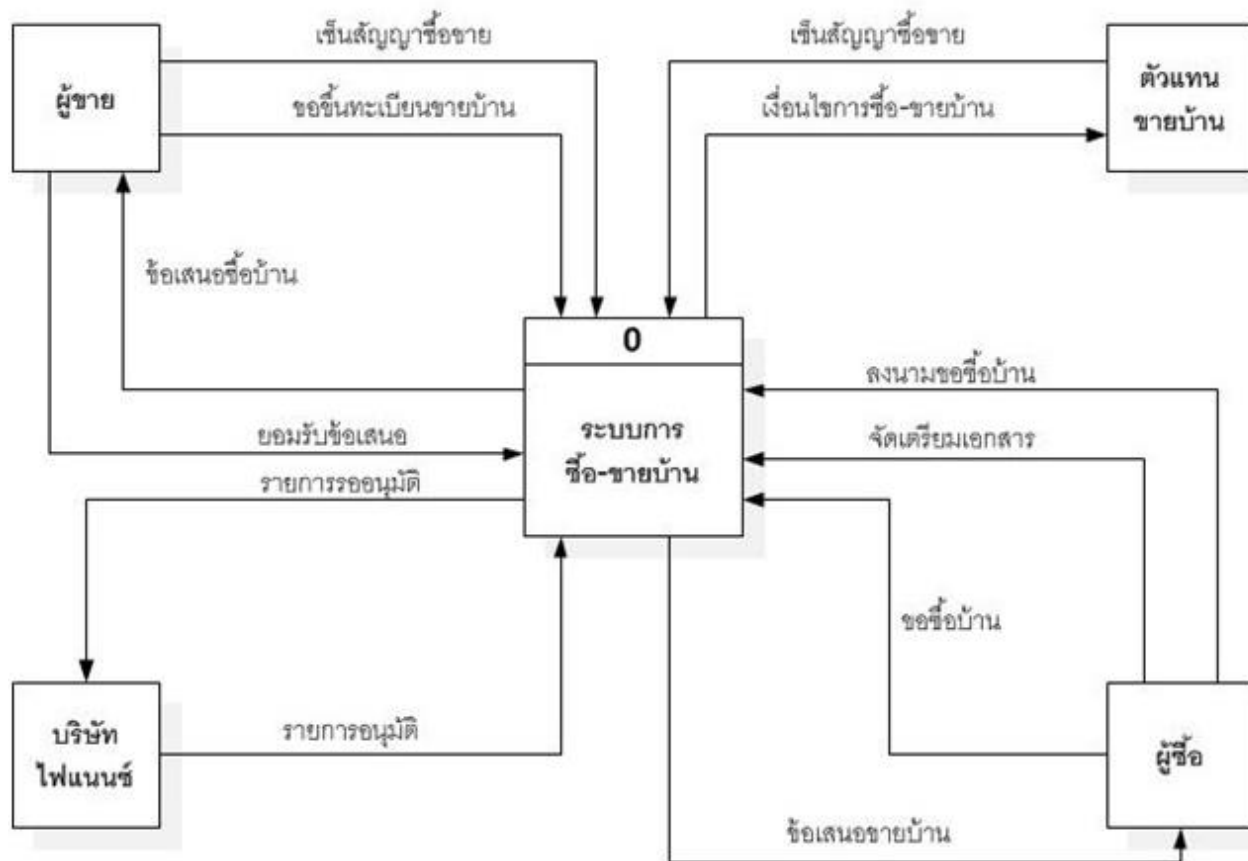 เซ็นสัญญาซื้อขาย
เซ็นสัญญาซื้อขาย
ผู้ขาย
ขอขึ้นทะเบียนขายบ้าน
เงื่อนไขการซื้อ-ขายบ้าน
ตัวแทน
ขายบ้าน
ข้อเสนอซื้อบ้าน
0
ระบบการ
ซื้อ-ขายบ้าน
ลงนามขอซื้อบ้าน
ยอมรับข้อเสนอ
จัดเตรียมเอกสาร
รายการรออนุมัติ
ขอซื้อบ้าน
บริษัท
ไฟแนนซ์
รายการอนุมัติ
ผู้ซื้อ
ข้อเสนอขายบ้าน